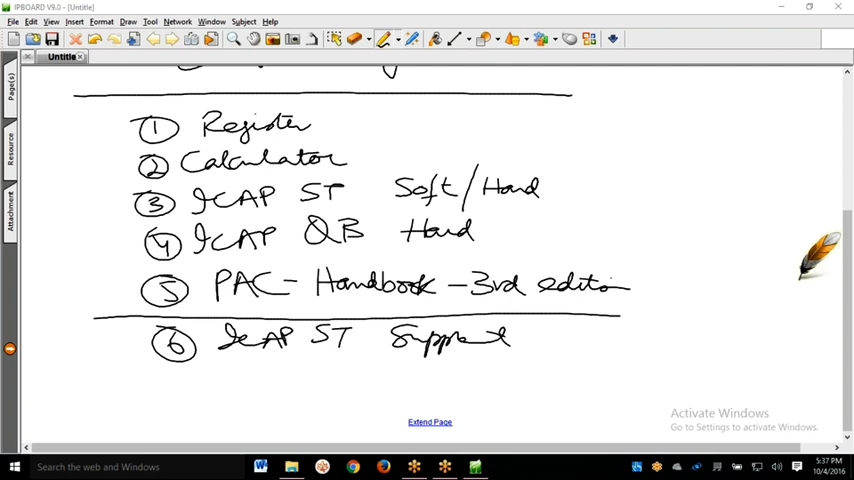 IPBOARD V9.0 - [Untitle]
File Edit View Insert Format Draw Tool Network Window Subject Help
Untitle
Page(s)
Resource
Attachment
1 Register
2 Calculator
3 ICAP ST Soft/Hard
4 ICAP QB Hard
5 PAC- Handbook - 3rd edition
6 ICAP ST
Extend Page
Activate Windows
Go to Settings to activate Windows.
Search the web and Windows
5:37 PM
10/4/2016